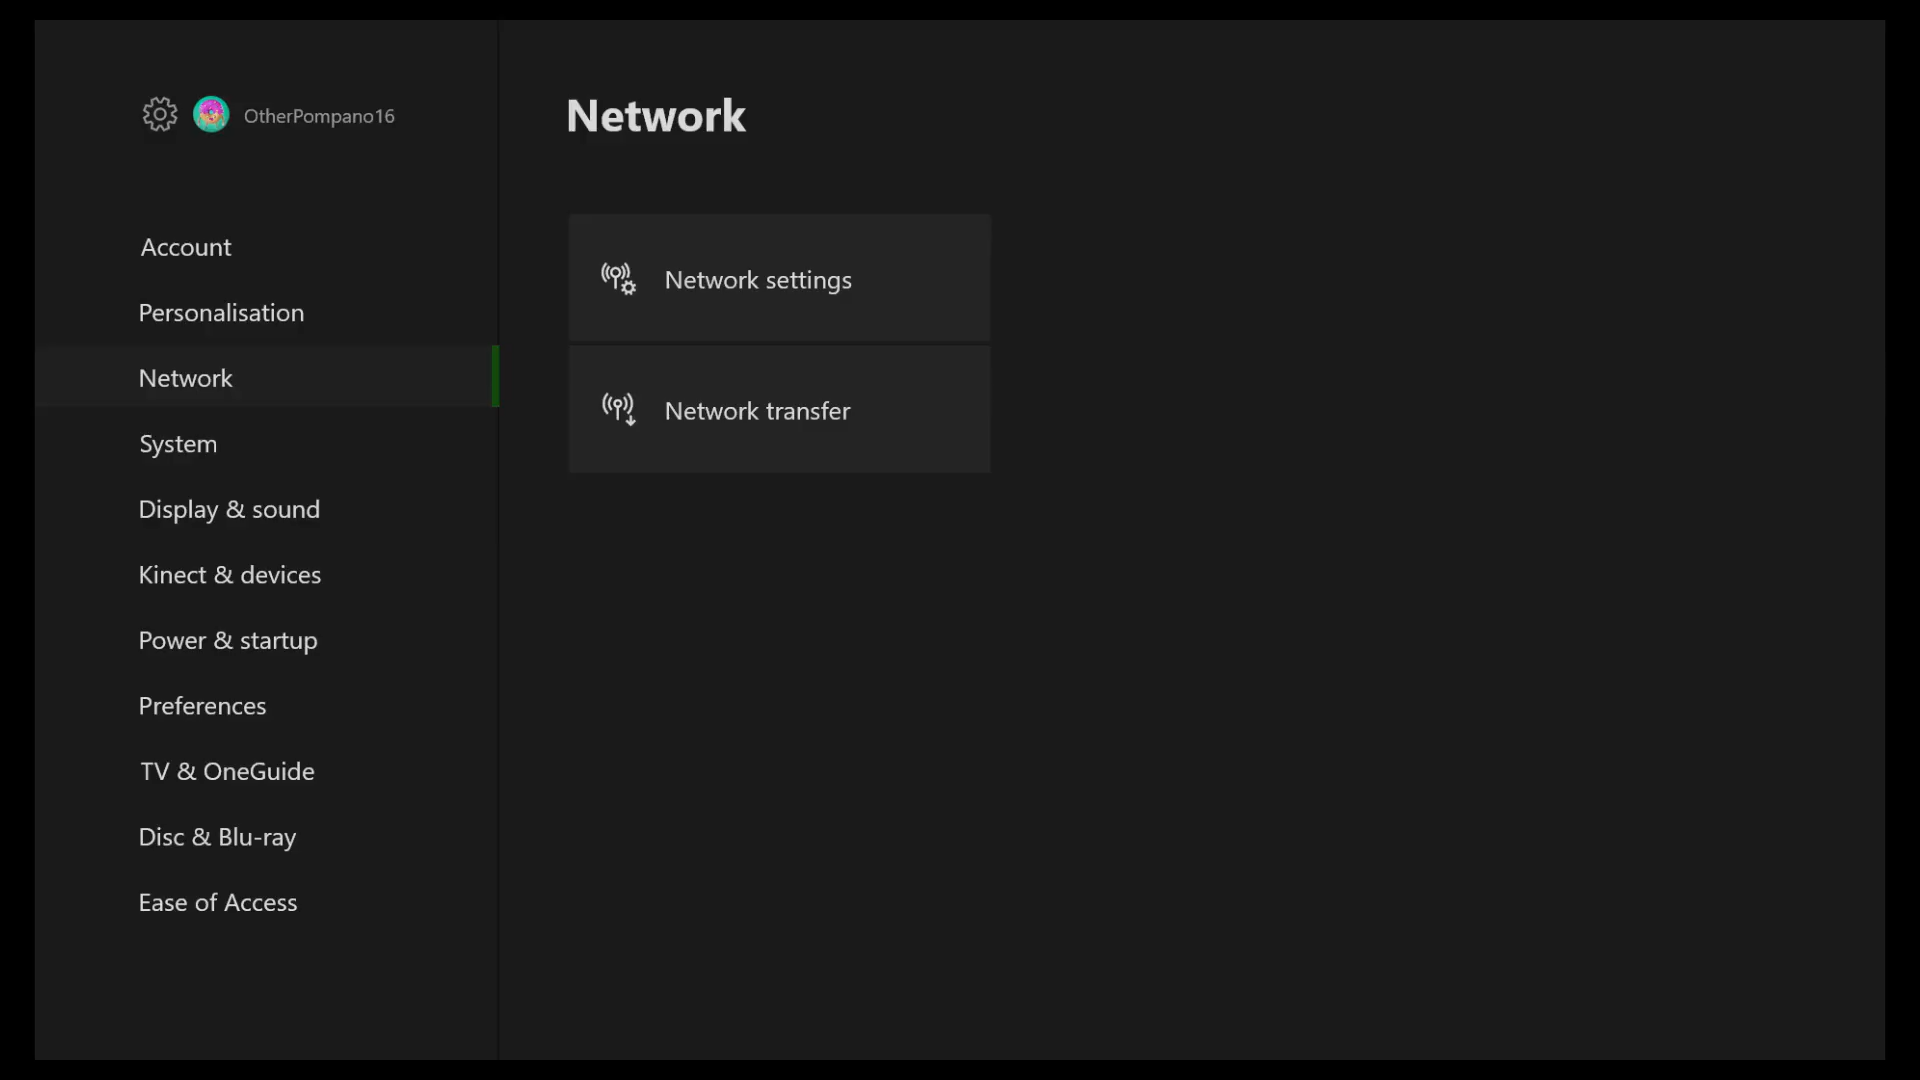 OtherPompano16
Account
Personalisation
Network
System
Display & sound
Kinect & devices
Power & startup
Preferences
TV & OneGuide
Disc & Blu-ray
Ease of Access
Network
Network settings
Network transfer